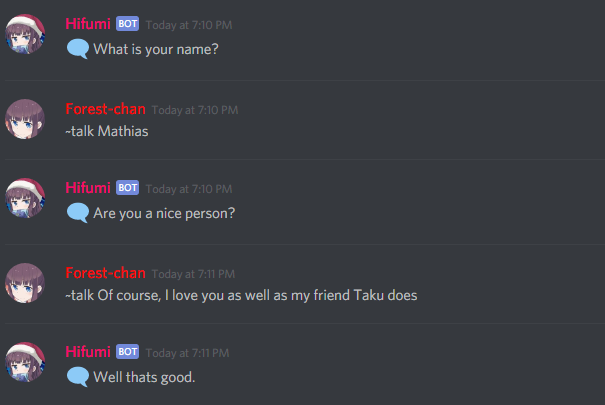 Hifumi BOT Today at 7:10 PM
What is your name?
Forest-chan Today at 7:10 PM
~talk Mathias
Hifumi BOT Today at 7:10 PM
Are you a nice person?
Forest-chan Today at 7:11 PM
~talk Of course, I love you as well as my friend Taku does
Hifumi BOT Today at 7:11 PM
Well thats good.